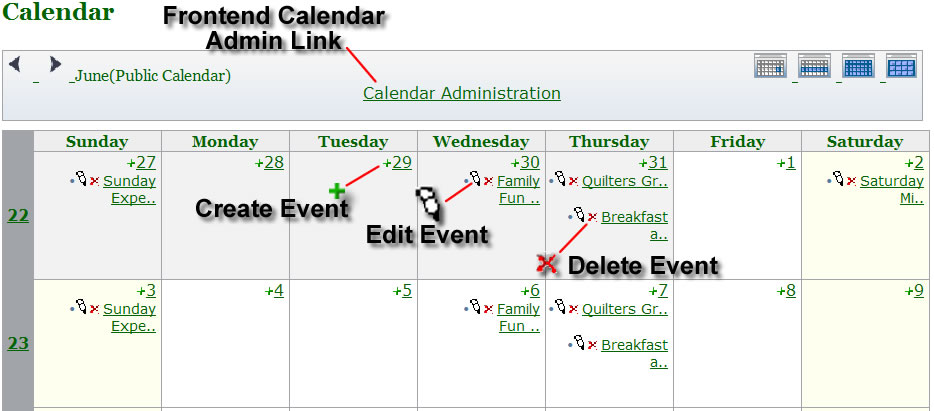 Calendar
Frontend Calendar
Admin Link
June(Public Calendar)
Calendar Administration
Sunday Monday Tuesday Wednesday Thursday Friday Saturday
+27 +28 +29 +30 +31 +1 +2
Sunday
Expe..
Family
Fun ..
Quilters Gr..
Saturday
Mi..
22
Create Event
Edit Event
Breakfast
a..
Delete Event
+3 +4 +5 +6 +7 +8 +9
Sunday
Expe..
Family
Fun ..
Quilters Gr..
23
Breakfast
a..